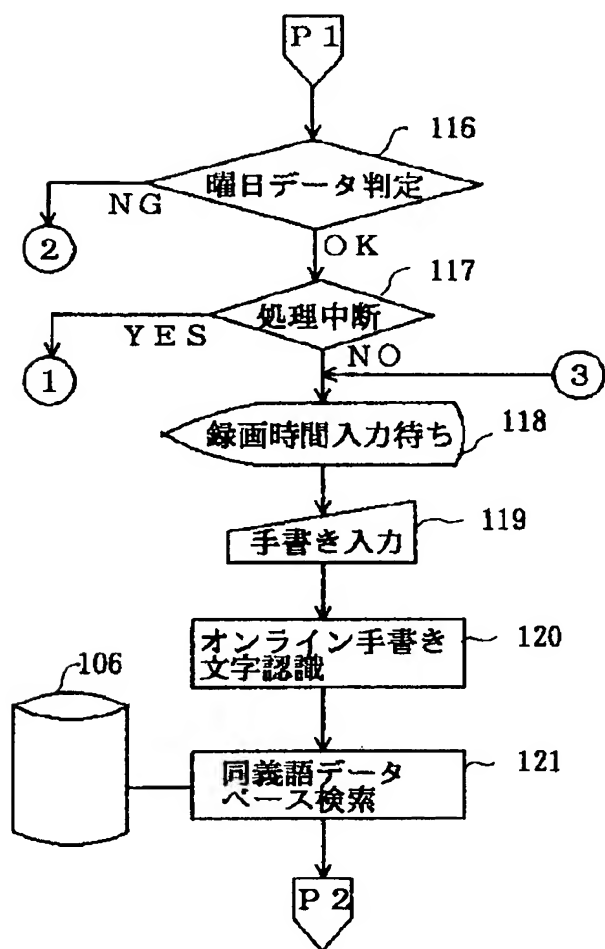 P1
116
曜日データ判定
NG
OK
②
117
処理中断
YES
NO
①
③
録画時間入力待ち
118
手書き入力
119
オンライン手書き
文字認識
120
106
同義語データ
ベース検索
121
P2